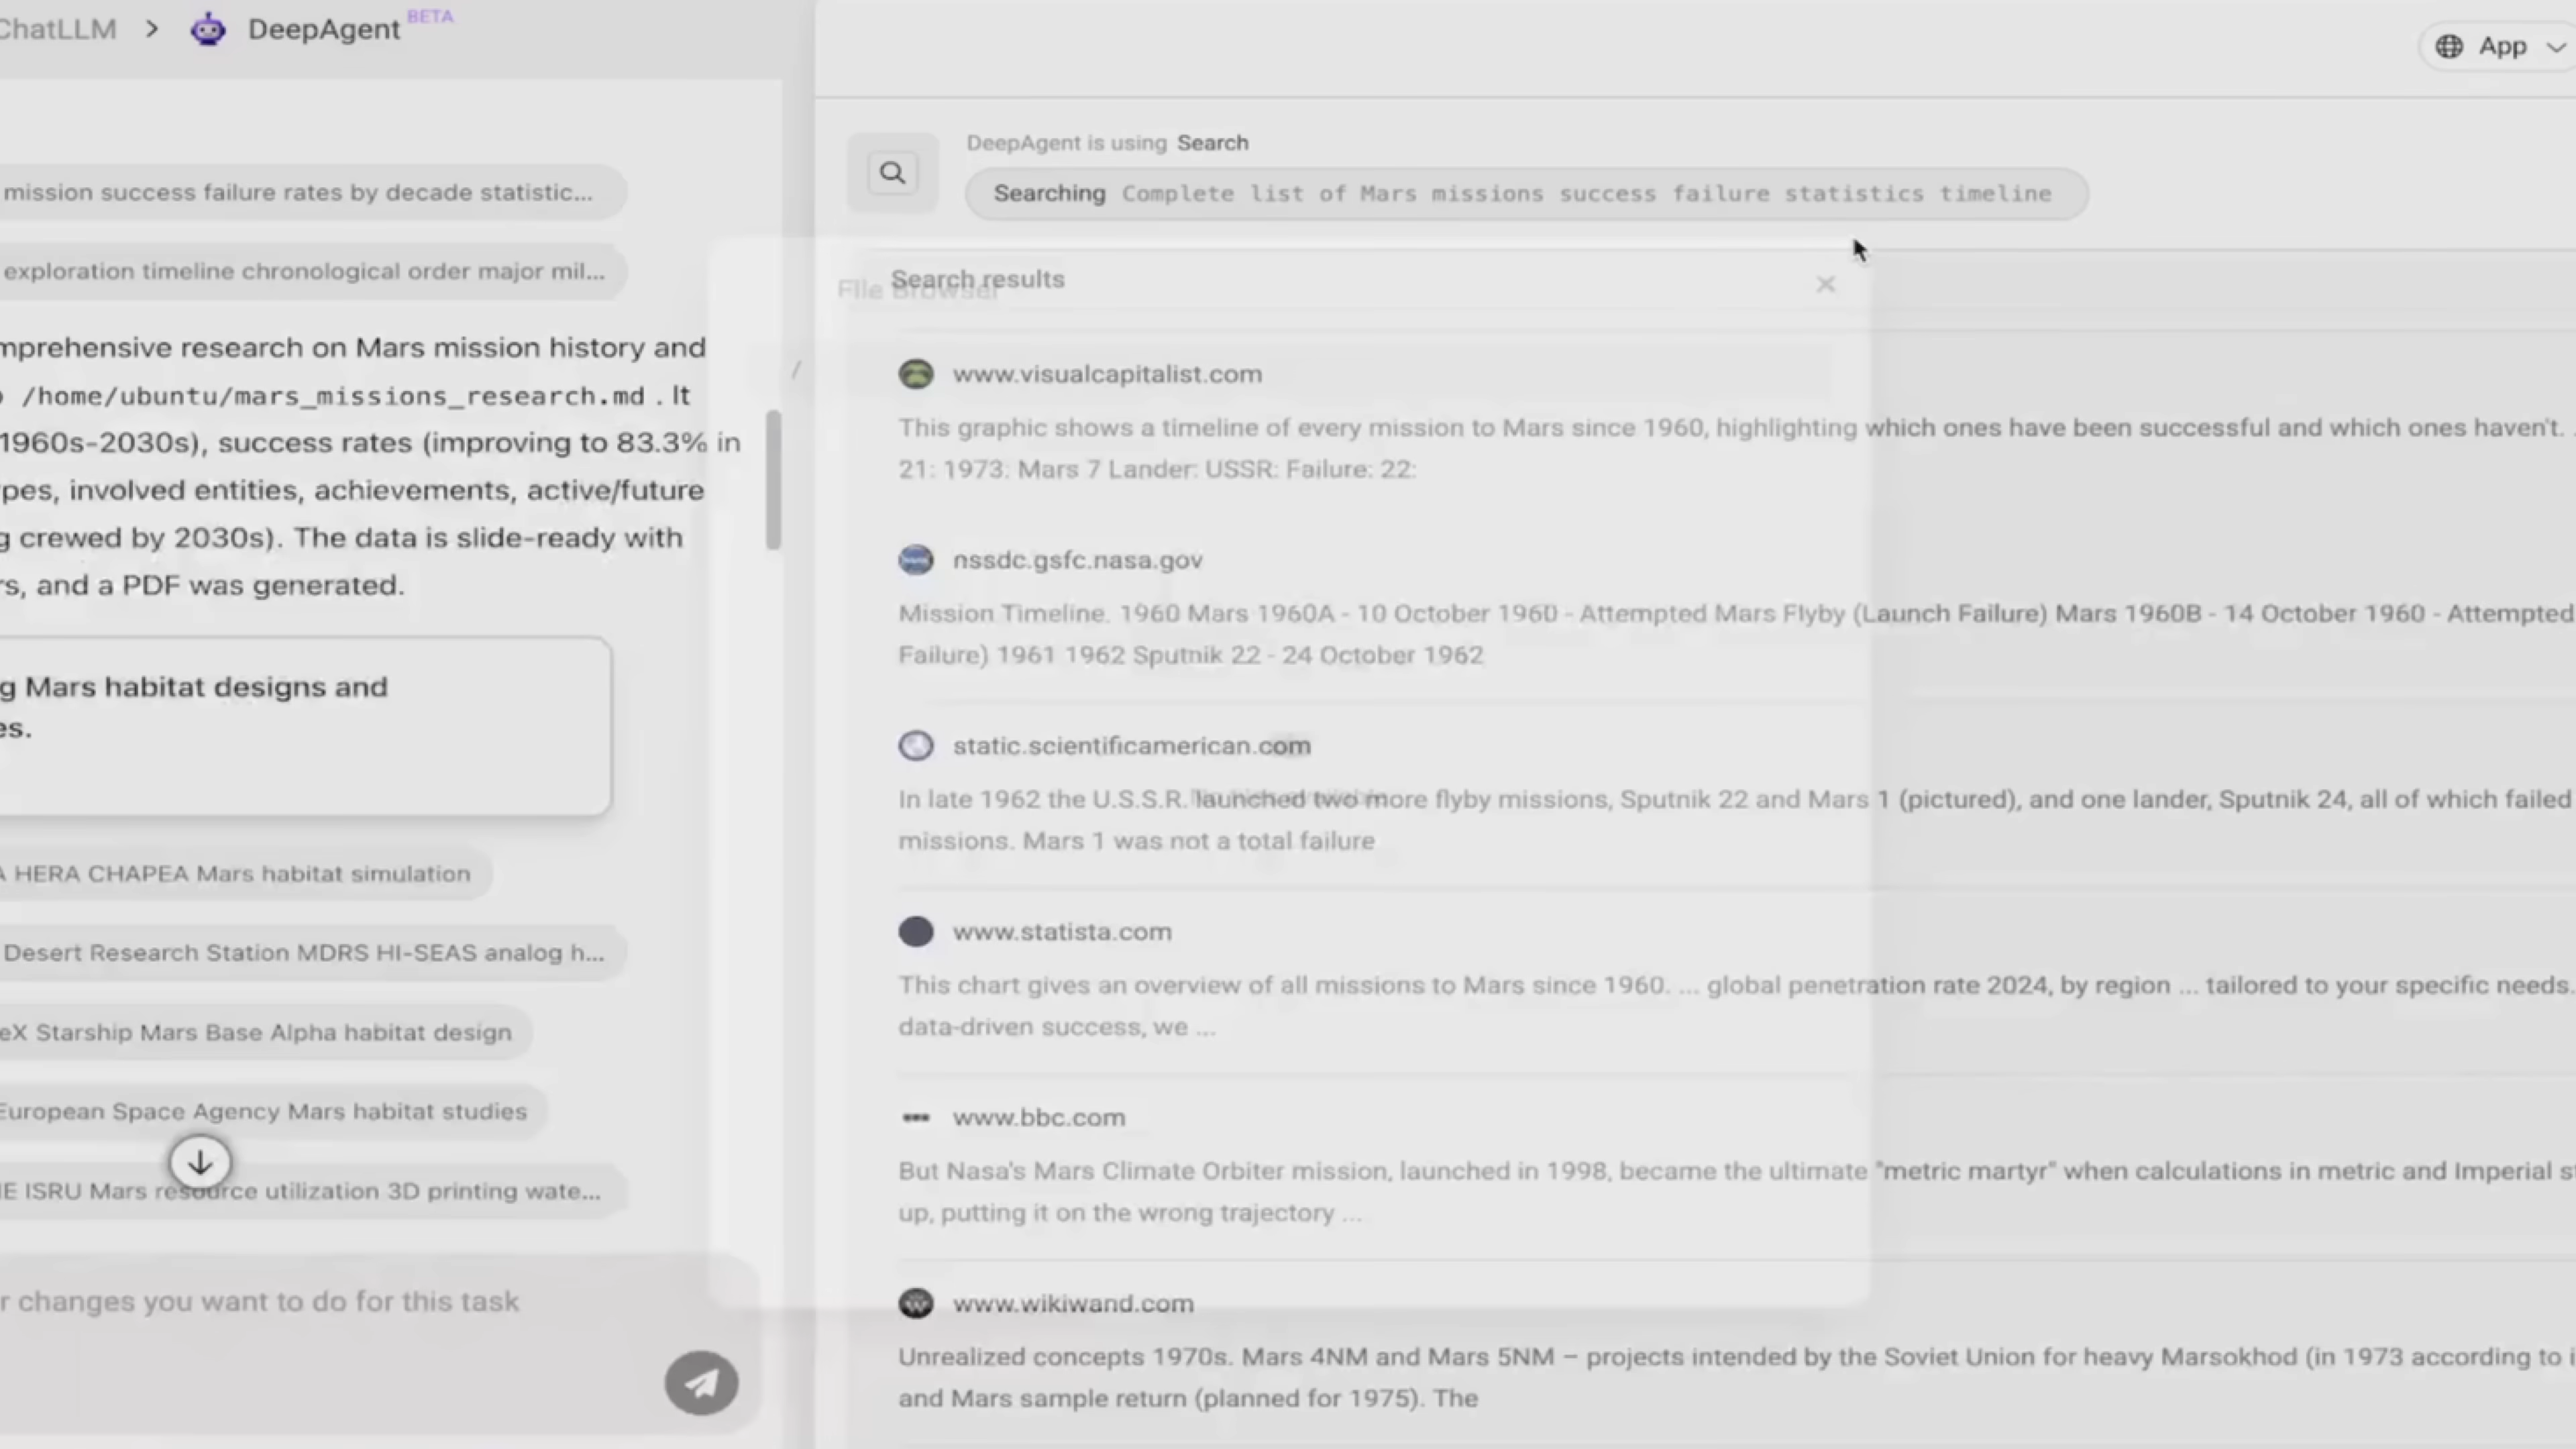 ChatLLM > DeepAgent BETA
mission success failure rates by decade statistic...
exploration timeline chronological order major mil...
mprehensive research on Mars mission history and
/home/ubuntu/mars_missions_research.md . It
1960s-2030s), success rates (improving to 83.3% in
pes, involved entities, achievements, active/future
g crewed by 2030s). The data is slide-ready with
rs, and a PDF was generated.
g Mars habitat designs and
es.
A HERA CHAPEA Mars habitat simulation
Desert Research Station MDRS HI-SEAS analog h...
eX Starship Mars Base Alpha habitat design
European Space Agency Mars habitat studies
E ISRU Mars resource utilization 3D printing wate...
r changes you want to do for this task
App
DeepAgent is using Search
Searching Complete list of Mars missions success failure statistics timeline
File Browser
Search results
/
www.visualcapitalist.com
This graphic shows a timeline of every mission to Mars since 1960, highlighting which ones have been successful and which ones haven't.
21: 1973: Mars 7 Lander: USSR: Failure: 22:
nssdc.gsfc.nasa.gov
Mission Timeline. 1960 Mars 1960A - 10 October 1960 - Attempted Mars Flyby (Launch Failure) Mars 1960B - 14 October 1960 - Attempted
Failure) 1961 1962 Sputnik 22 - 24 October 1962
static.scientificamerican.com
In late 1962 the U.S.S.R. launched two more flyby missions, Sputnik 22 and Mars 1 (pictured), and one lander, Sputnik 24, all of which failed
missions. Mars 1 was not a total failure
www.statista.com
This chart gives an overview of all missions to Mars since 1960. ... global penetration rate 2024, by region ... tailored to your specific needs.
data-driven success, we ...
www.bbc.com
But Nasa's Mars Climate Orbiter mission, launched in 1998, became the ultimate "metric martyr" when calculations in metric and Imperial s
up, putting it on the wrong trajectory ...
www.wikiwand.com
Unrealized concepts 1970s. Mars 4NM and Mars 5NM – projects intended by the Soviet Union for heavy Marsokhod (in 1973 according to i
and Mars sample return (planned for 1975). The